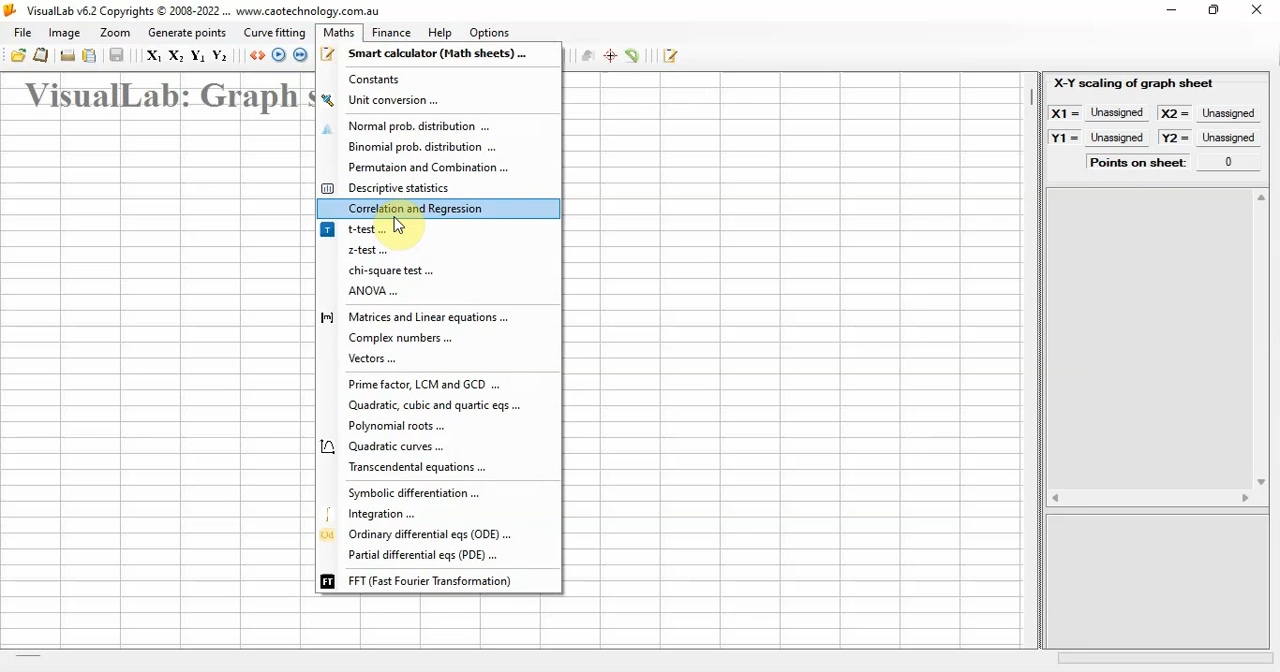 VisualLab v6.2 Copyrights © 2008-2022 ... www.caotechnology.com.au
File Image Zoom Generate points Curve fitting Maths Finance Help Options
X1 X2 Y1 Y2
VisualLab: Graph s
Smart calculator (Math sheets) ...
Constants
Unit conversion ...
Normal prob. distribution ...
Binomial prob. distribution ...
Permutaion and Combination ...
Descriptive statistics
Correlation and Regression
T t-test ...
z-test ...
chi-square test ...
ANOVA ...
[m] Matrices and Linear equations ...
Complex numbers ...
Vectors ...
Prime factor, LCM and GCD ...
Quadratic, cubic and quartic eqs ...
Polynomial roots ...
Quadratic curves ...
Transcendental equations ...
Symbolic differentiation ...
∫ Integration ...
Ordinary differential eqs (ODE) ...
Partial differential eqs (PDE) ...
FT FFT (Fast Fourier Transformation)
X-Y scaling of graph sheet
X1 = Unassigned X2 = Unassigned
Y1 = Unassigned Y2 = Unassigned
Points on sheet: 0